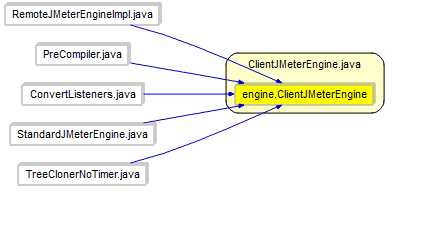 RemoteJMeterEngineImpl.java
PreCompiler.java
ClientJMeterEngine.java
ConvertListeners.java
engine.ClientJMeterEngine
StandardJMeterEngine.java
TreeClonerNoTimer.java